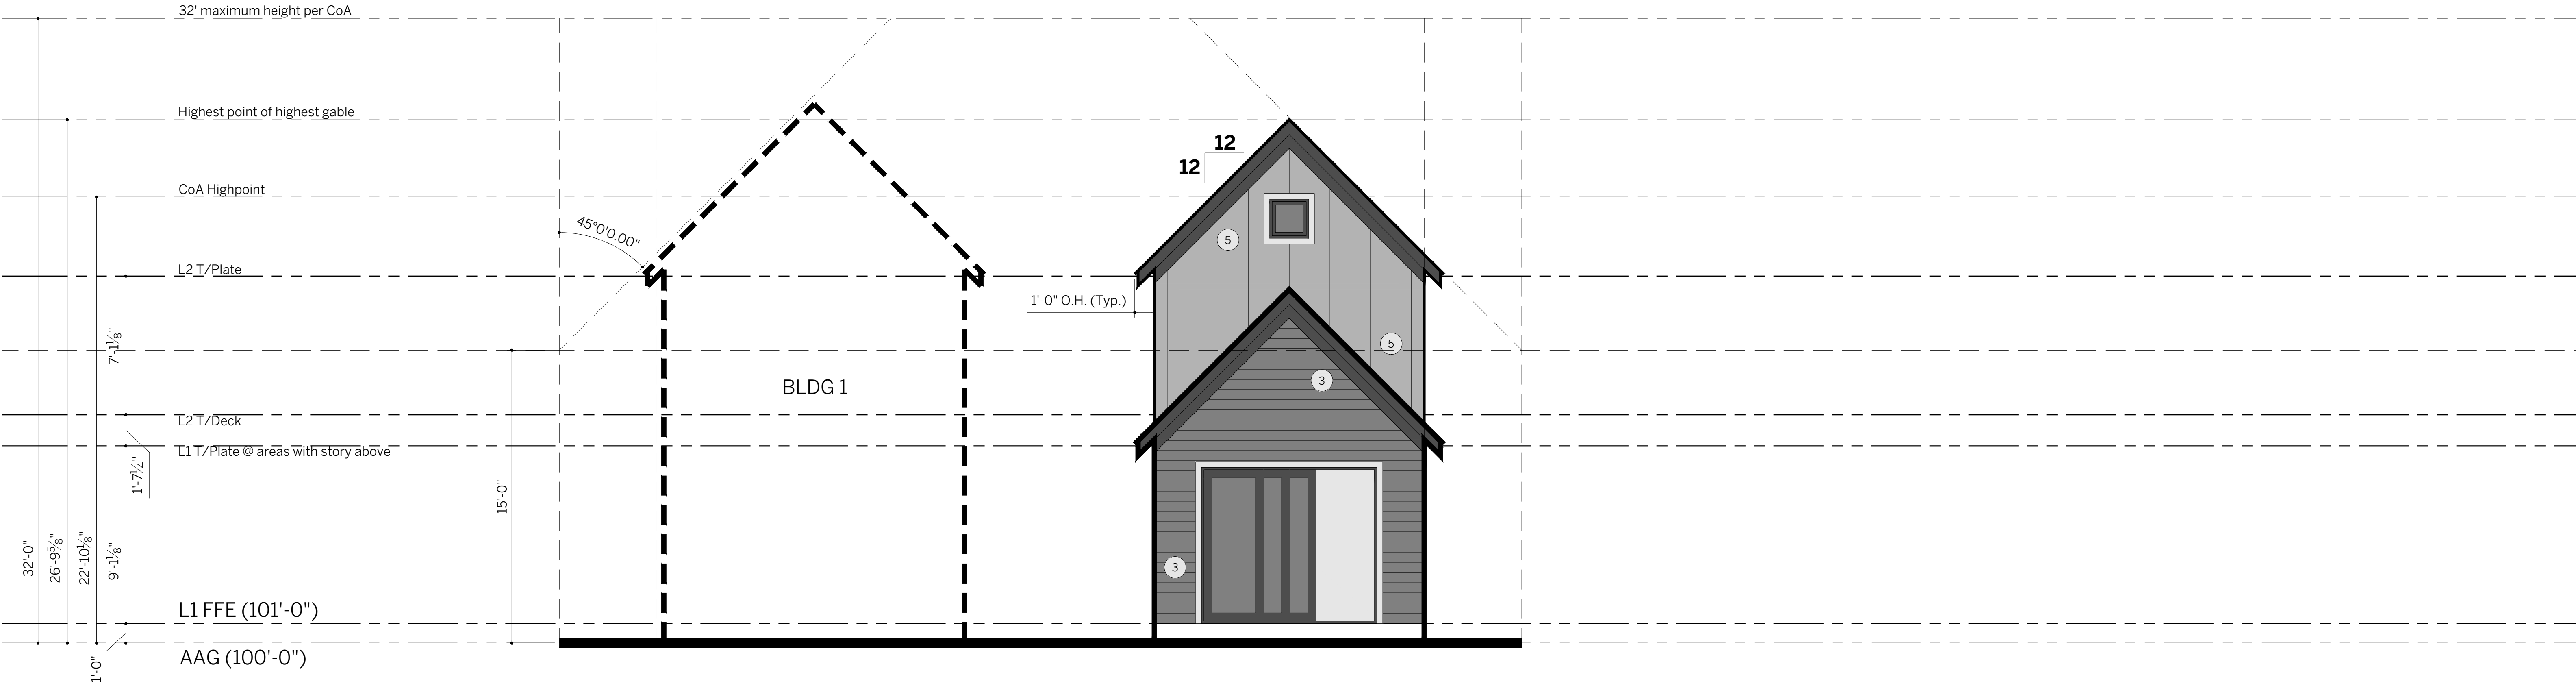 32' maximum height per CoA
Highest point of highest gable
12
12
CoA Highpoint
5
45°0'0.00"
L2 T/Plate
1'-0" O.H. (Typ.)
7'-1⅛"
5
3
BLDG 1
L2 T/Deck
L1 T/Plate @ areas with story above
1'-7¼"
15'-0"
32'-0"
26'-9⅝"
22'-10⅛"
9'-1⅛"
3
L1 FFE (101'-0")
AAG (100'-0")
1'-0"